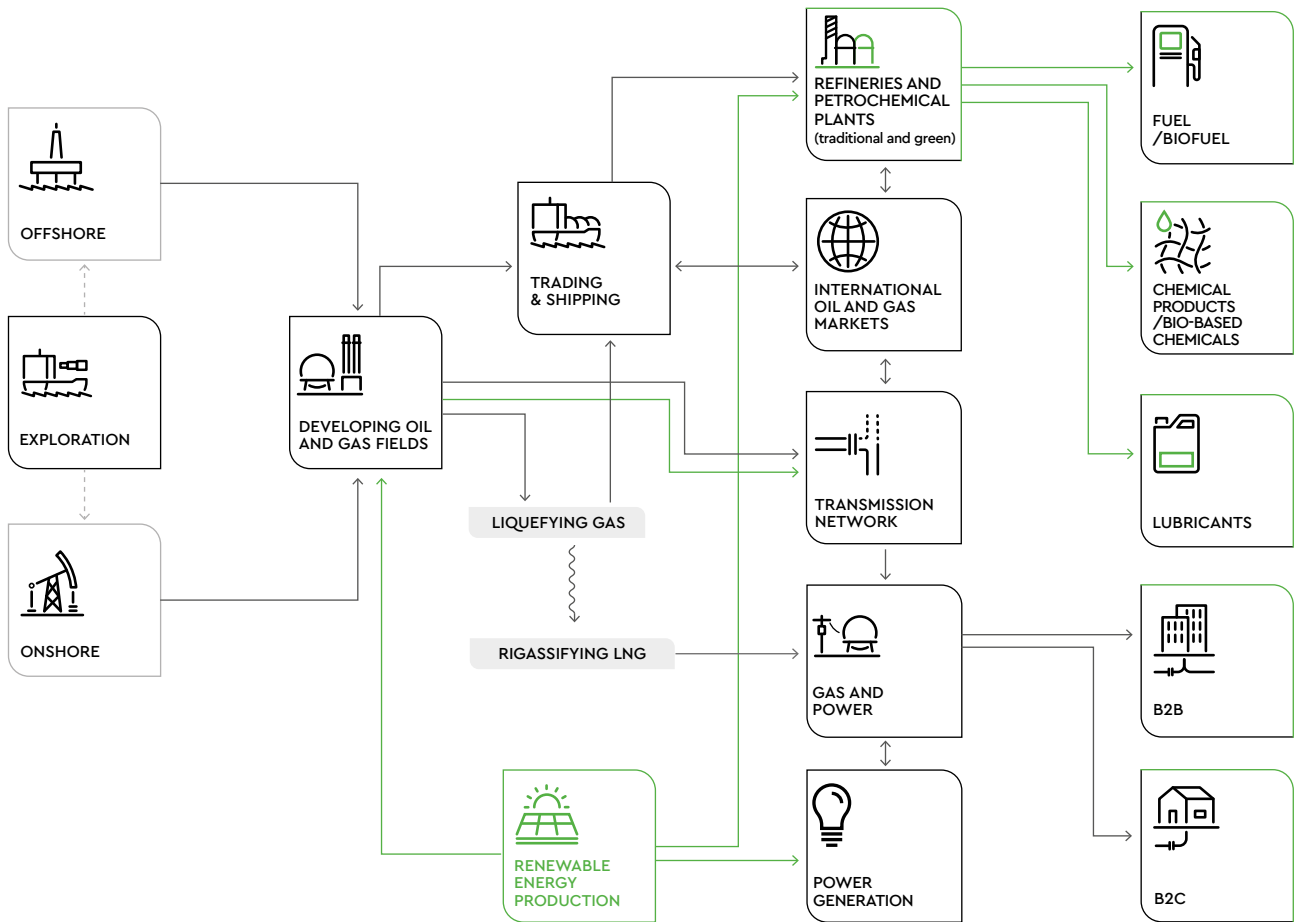 OFFSHORE
EXPLORATION
ONSHORE
DEVELOPING OIL
AND GAS FIELDS
TRADING
& SHIPPING
LIQUEFYING GAS
RIGASSIFYING LNG
RENEWABLE
ENERGY
PRODUCTION
REFINERIES AND
PETROCHEMICAL
PLANTS
(traditional and green)
INTERNATIONAL
OIL AND GAS
MARKETS
TRANSMISSION
NETWORK
GAS AND
POWER
POWER
GENERATION
FUEL
/BIOFUEL
CHEMICAL
PRODUCTS
/BIO-BASED
CHEMICALS
LUBRICANTS
B2B
B2C